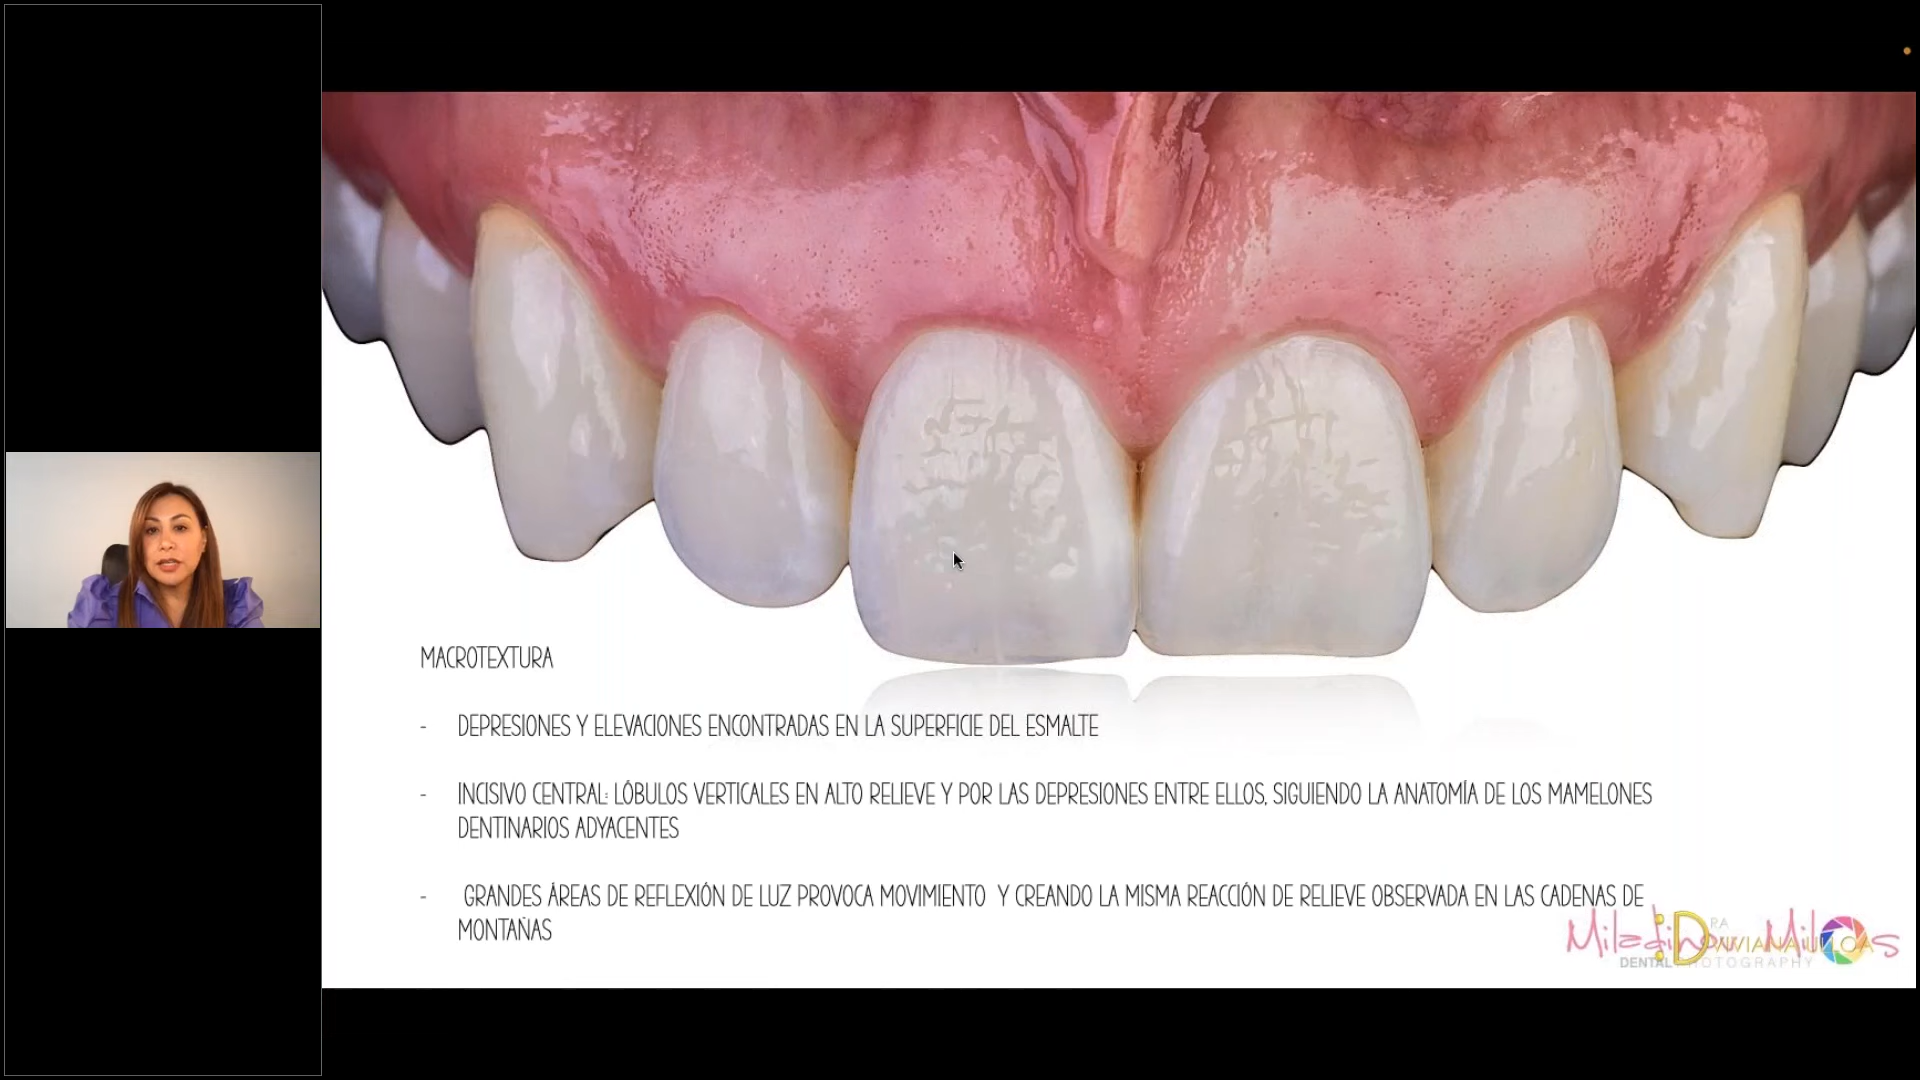 MACROTEXTURA
- DEPRESIONES Y ELEVACIONES ENCONTRADAS EN LA SUPERFICIE DEL ESMALTE
- INCISIVO CENTRAL: LÓBULOS VERTICALES EN ALTO RELIEVE Y POR LAS DEPRESIONES ENTRE ELLOS, SIGUIENDO LA ANATOMÍA DE LOS MAMELONES
DENTINARIOS ADYACENTES
- GRANDES ÁREAS DE REFLEXIÓN DE LUZ PROVOCA MOVIMIENTO Y CREANDO LA MISMA REACCIÓN DE RELIEVE OBSERVADA EN LAS CADENAS DE
MONTAÑAS
DRA
DENTAL PHOTOGRAPHY